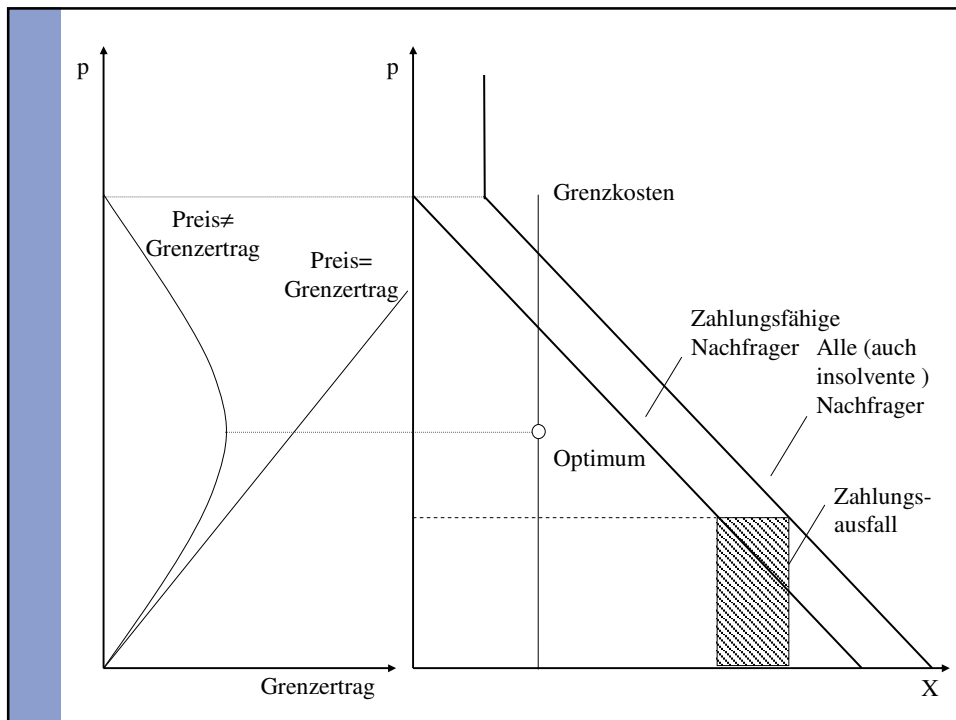 p
p
Grenzkosten
Preis≠
Grenzertrag
Preis=
Grenzertrag
Zahlungsfähige
Nachfrager
Alle (auch
insolvente )
Nachfrager
Optimum
Zahlungs-
ausfall
Grenzertrag
X